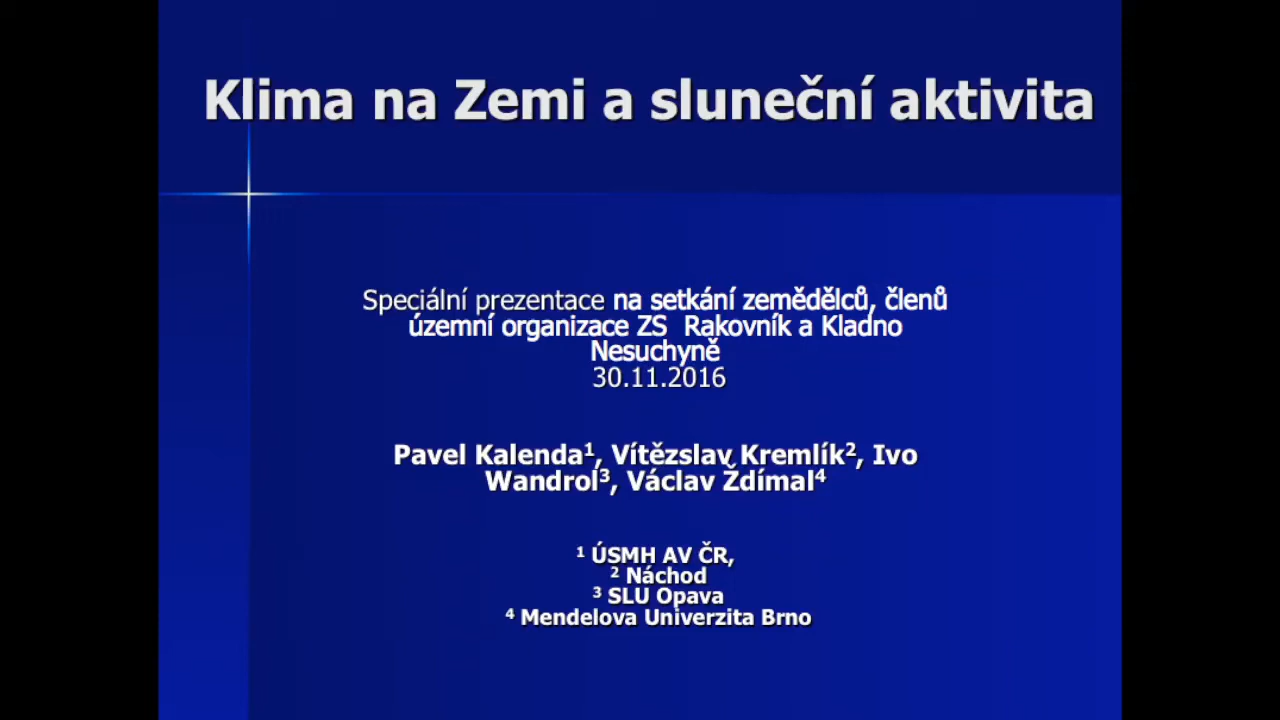 Klima na Zemi a sluneční aktivita
Speciální prezentace na setkání zemědělců, členů
územní organizace ZS Rakovník a Kladno
Nesuchyně
30.11.2016
Pavel Kalenda¹, Vítězslav Kremlík², Ivo
Wandrol³, Václav Ždímal⁴
¹ ÚSMH AV ČR,
² Náchod
³ SLU Opava
⁴ Mendelova Univerzita Brno